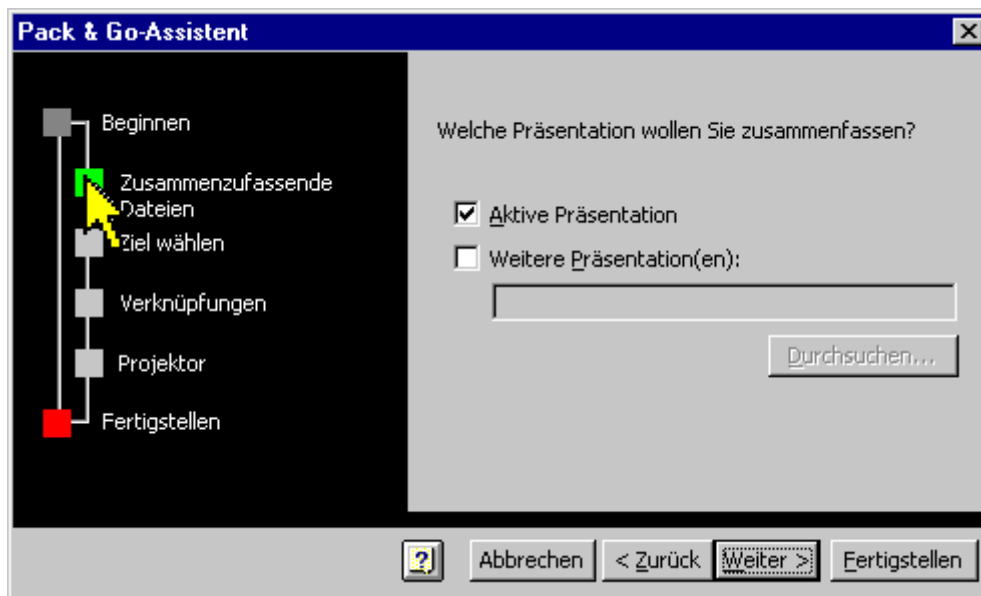 Pack & Go-Assistent
Beginnen
Zusammenzufassende
Dateien
Ziel wählen
Verknüpfungen
Projektor
Fertigstellen
Welche Präsentation wollen Sie zusammenfassen?
Aktive Präsentation
Weitere Präsentation(en):
Durchsuchen...
? Abbrechen < Zurück Weiter > Fertigstellen